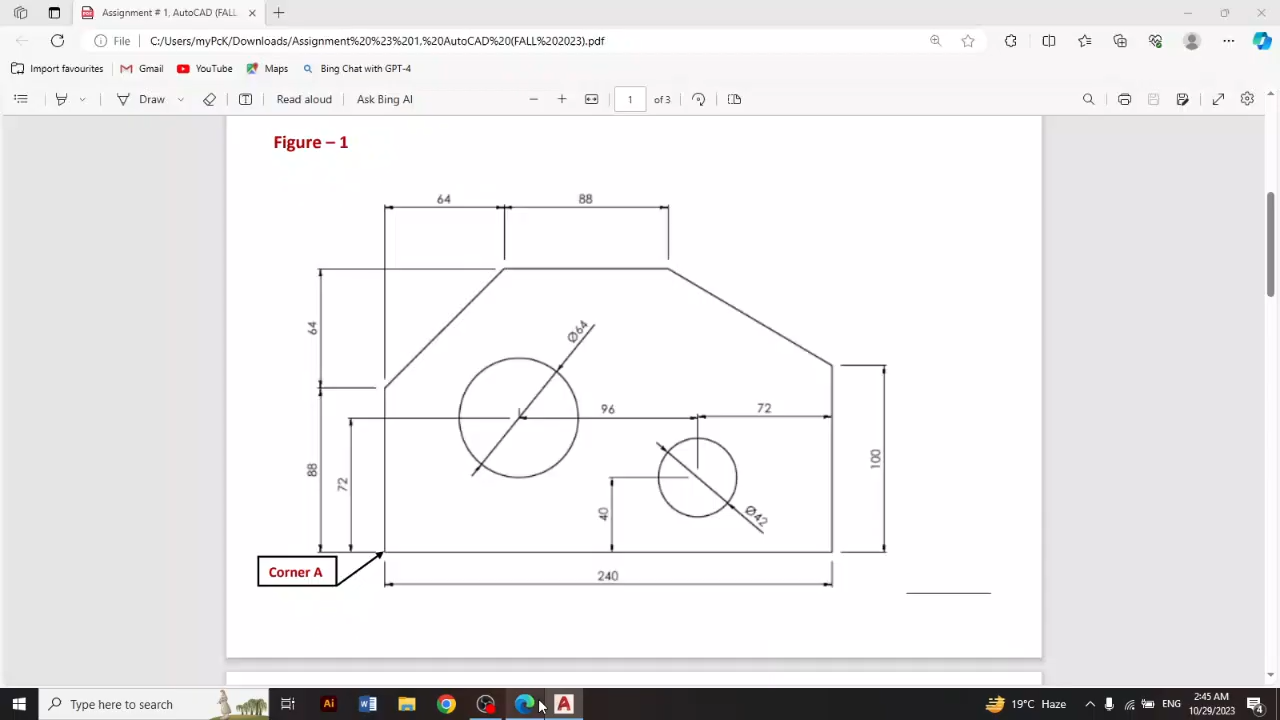 Assignment # 1, AutoCAD (FALL
File
C:/Users/myPcK/Downloads/Assignment%20%23%201,%20AutoCAD%20(FALL%202023).pdf
Import favourites
Gmail
YouTube
Maps
Bing Chat with GPT-4
Draw
Read aloud
Ask Bing AI
1
of 3
Figure – 1
64
88
64
Ø64
96
72
88
72
100
40
Ø42
Corner A
240
Type here to search
Ai
19°C Haze
ENG
2:45 AM
10/29/2023
4